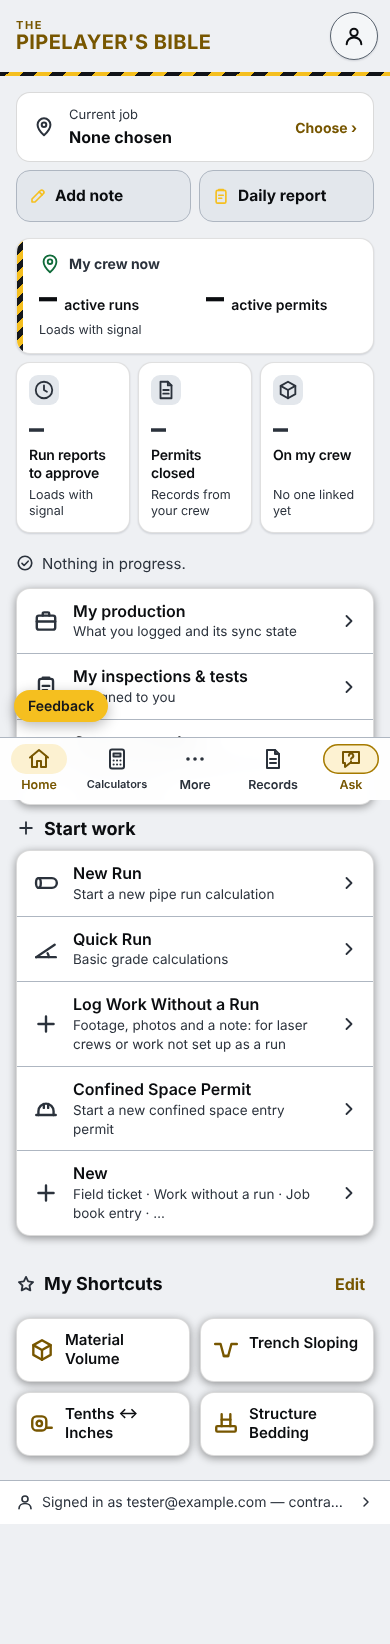 THE
PIPELAYER'S BIBLE
Current job
None chosen
Choose ›
Add note
Daily report
My crew now
— active runs
— active permits
Loads with signal
—
Run reports
to approve
Loads with
signal
—
Permits
closed
Records from
your crew
—
On my crew
No one linked
yet
Nothing in progress.
My production
What you logged and its sync state
My inspections & tests
gned to you
Feedback
Home
Calculators
More
Records
Ask
Start work
New Run
Start a new pipe run calculation
Quick Run
Basic grade calculations
Log Work Without a Run
Footage, photos and a note: for laser
crews or work not set up as a run
Confined Space Permit
Start a new confined space entry
permit
New
Field ticket · Work without a run · Job
book entry · ...
My Shortcuts
Edit
Material
Volume
Trench Sloping
Tenths ↔
Inches
Structure
Bedding
Signed in as tester@example.com — contra...